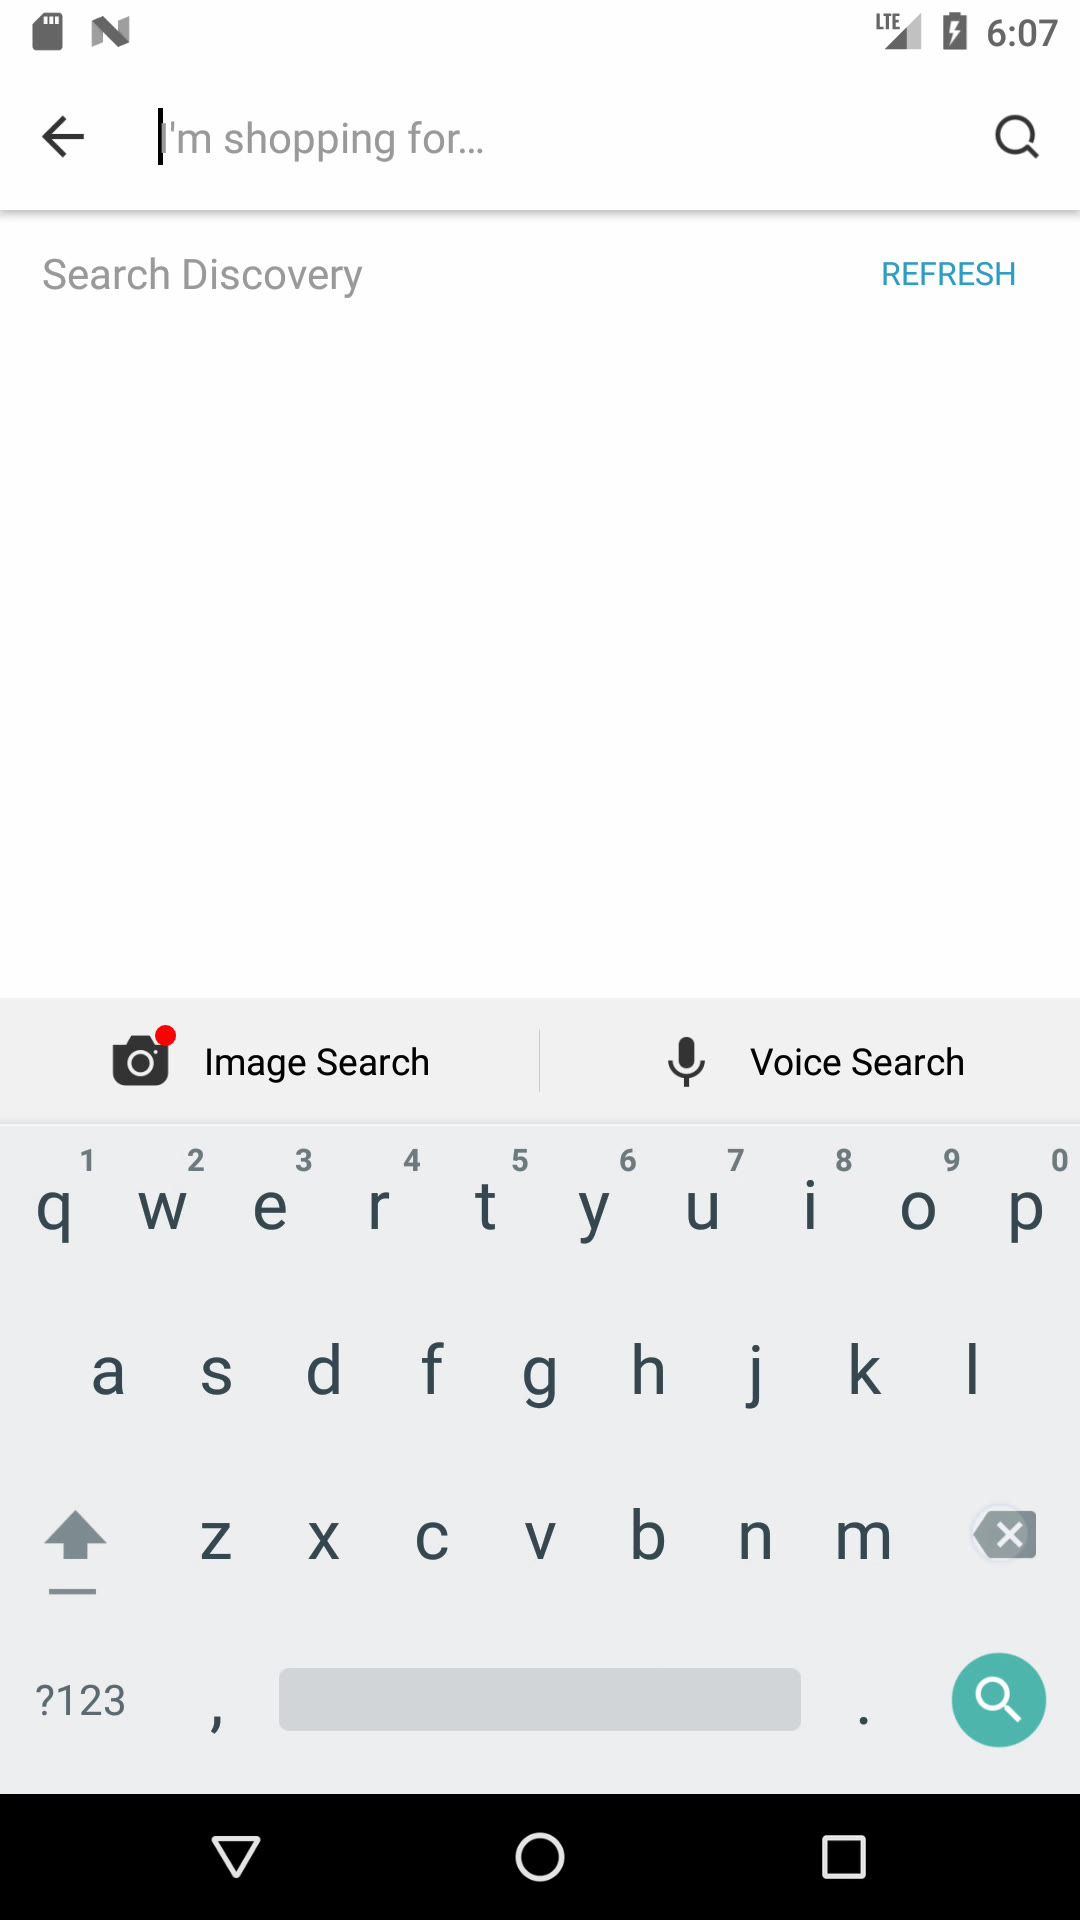 LTE 6:07
I'm shopping for...
Search Discovery REFRESH
Image Search Voice Search
1 2 3 4 5 6 7 8 9 0
q w e r t y u i o p
a s d f g h j k l
z x c v b n m
?123 , .